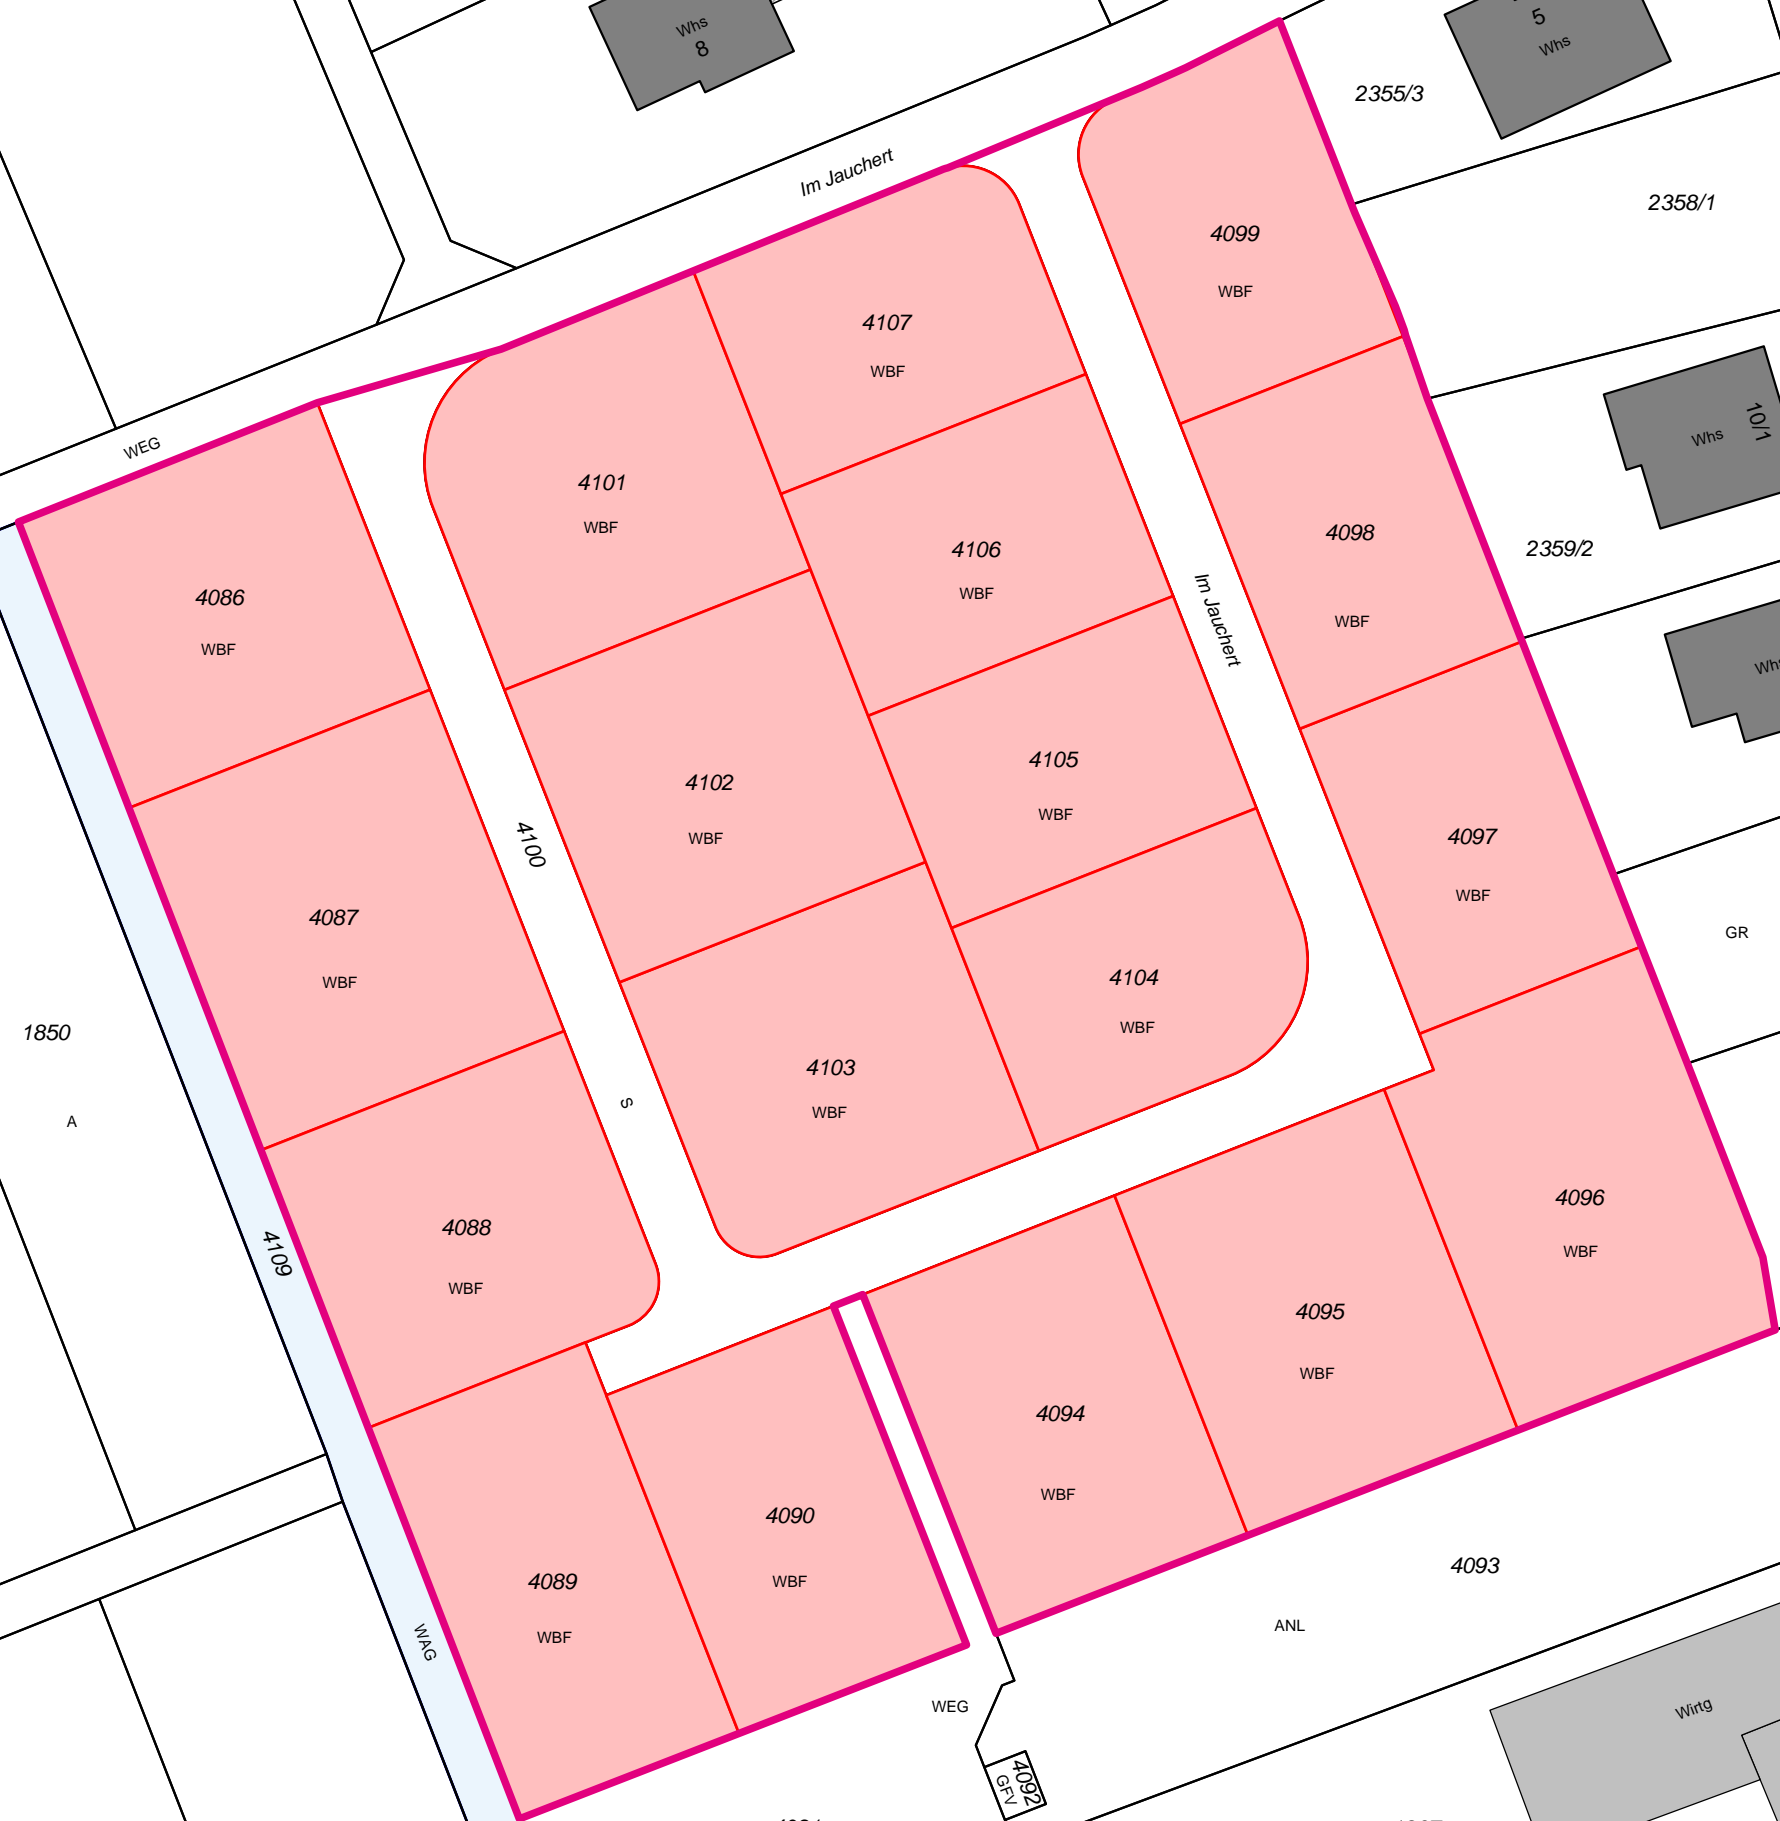 Whs
8
5
Whs
2355/3
Im Jauchert
2358/1
4099
WBF
4107
WBF
10/1
Whs
WEG
4101
WBF
4098
WBF
2359/2
4106
WBF
4086
WBF
Im Jauchert
4105
WBF
4102
WBF
4100
4097
WBF
4087
WBF
GR
4104
WBF
1850
A
4103
WBF
S
4096
WBF
4088
WBF
4109
4095
WBF
4094
WBF
4090
WBF
4093
ANL
4089
WBF
WAG
WEG
Wirtg
4092
GFV